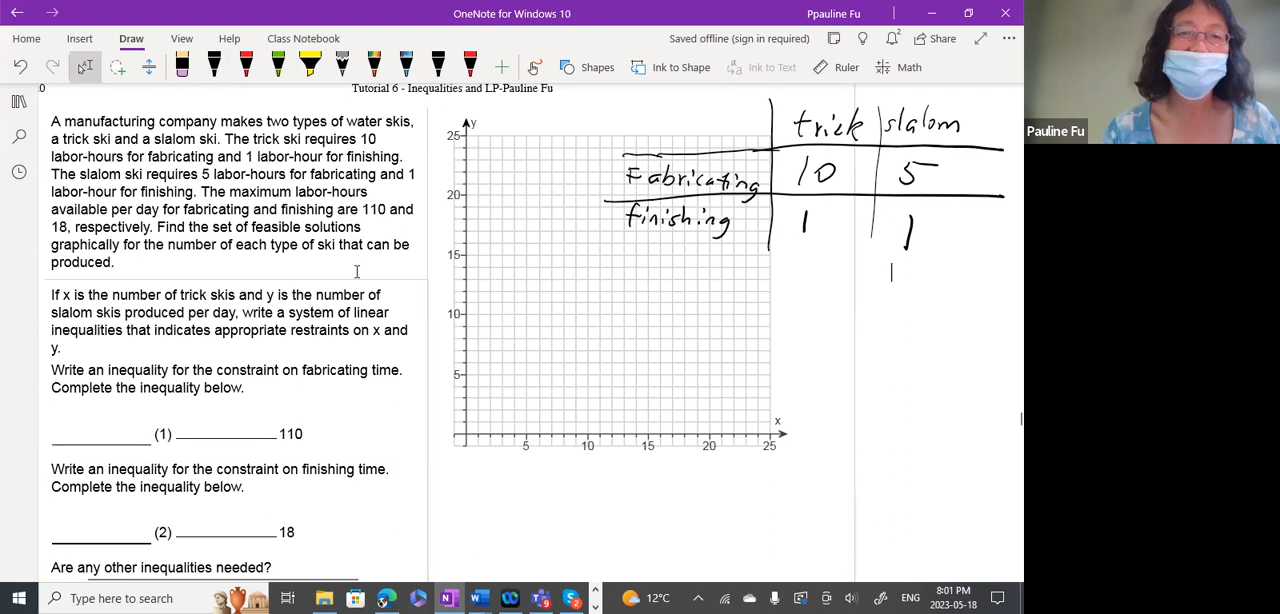 OneNote for Windows 10
Ppauline Fu
Home Insert Draw View Help Class Notebook
Saved offline (sign in required)
Share
Shapes Ink to Shape Ink to Text Ruler Math
.0
Tutorial 6 - Inequalities and LP-Pauline Fu
A manufacturing company makes two types of water skis,
a trick ski and a slalom ski. The trick ski requires 10
labor-hours for fabricating and 1 labor-hour for finishing.
The slalom ski requires 5 labor-hours for fabricating and 1
labor-hour for finishing. The maximum labor-hours
available per day for fabricating and finishing are 110 and
18, respectively. Find the set of feasible solutions
graphically for the number of each type of ski that can be
produced.
If x is the number of trick skis and y is the number of
slalom skis produced per day, write a system of linear
inequalities that indicates appropriate restraints on x and
y.
Write an inequality for the constraint on fabricating time.
Complete the inequality below.
__________ (1) __________ 110
Write an inequality for the constraint on finishing time.
Complete the inequality below.
__________ (2) __________ 18
Are any other inequalities needed?
y
25
20
15
10
5
5 10 15 20 25
x
trick slalom
Fabricating 10 5
finishing 1 1
Pauline Fu
Type here to search
12°C
ENG
8:01 PM
2023-05-18